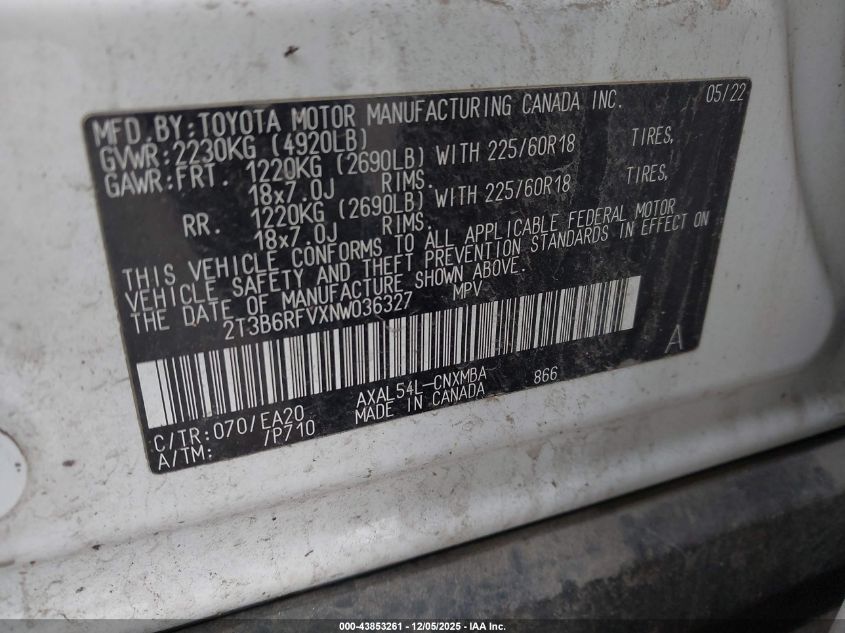 MFD.BY:TOYOTA MOTOR MANUFACTURING CANADA INC. 05/22
GVWR:2230KG (4920LB)
GAWR:FRT. 1220KG (2690LB) WITH 225/60R18 TIRES,
18x7.0J RIMS.
RR. 1220KG (2690LB) WITH 225/60R18 TIRES,
18x7.0J RIMS.
THIS VEHICLE CONFORMS TO ALL APPLICABLE FEDERAL MOTOR
VEHICLE SAFETY AND THEFT PREVENTION STANDARDS IN EFFECT ON
THE DATE OF MANUFACTURE SHOWN ABOVE.
2T3B6RFVXNW036327 MPV
A
C/TR:070/EA20 AXAL54L-CNXMBA 866
A/TM: /P710 MADE IN CANADA
000-43853261 - 12/05/2025 - IAA Inc.